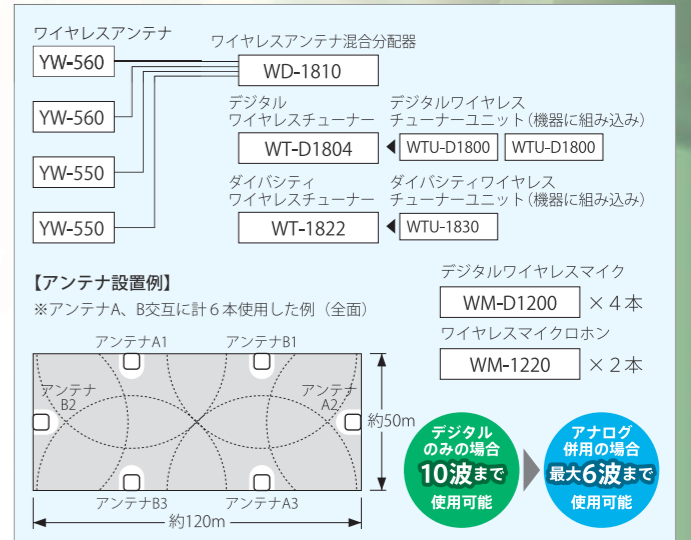 ワイヤレスアンテナ
YW-560
YW-560
YW-550
YW-550
ワイヤレスアンテナ混合分配器
WD-1810
デジタル
ワイヤレスチューナー
WT-D1804
デジタルワイヤレス
チューナーユニット(機器に組み込み)
WTU-D1800 WTU-D1800
ダイバシティ
ワイヤレスチューナー
WT-1822
ダイバシティワイヤレス
チューナーユニット(機器に組み込み)
WTU-1830
【アンテナ設置例】
※アンテナA、B交互に計6本使用した例(全面)
アンテナA1 アンテナB1
アンテナ
B2
アンテナ
A2
アンテナB3 アンテナA3
約50m
約120m
デジタルワイヤレスマイク
WM-D1200 ×4本
ワイヤレスマイクロホン
WM-1220 ×2本
デジタル
のみの場合
10波まで
使用可能
アナログ
併用の場合
最大6波まで
使用可能